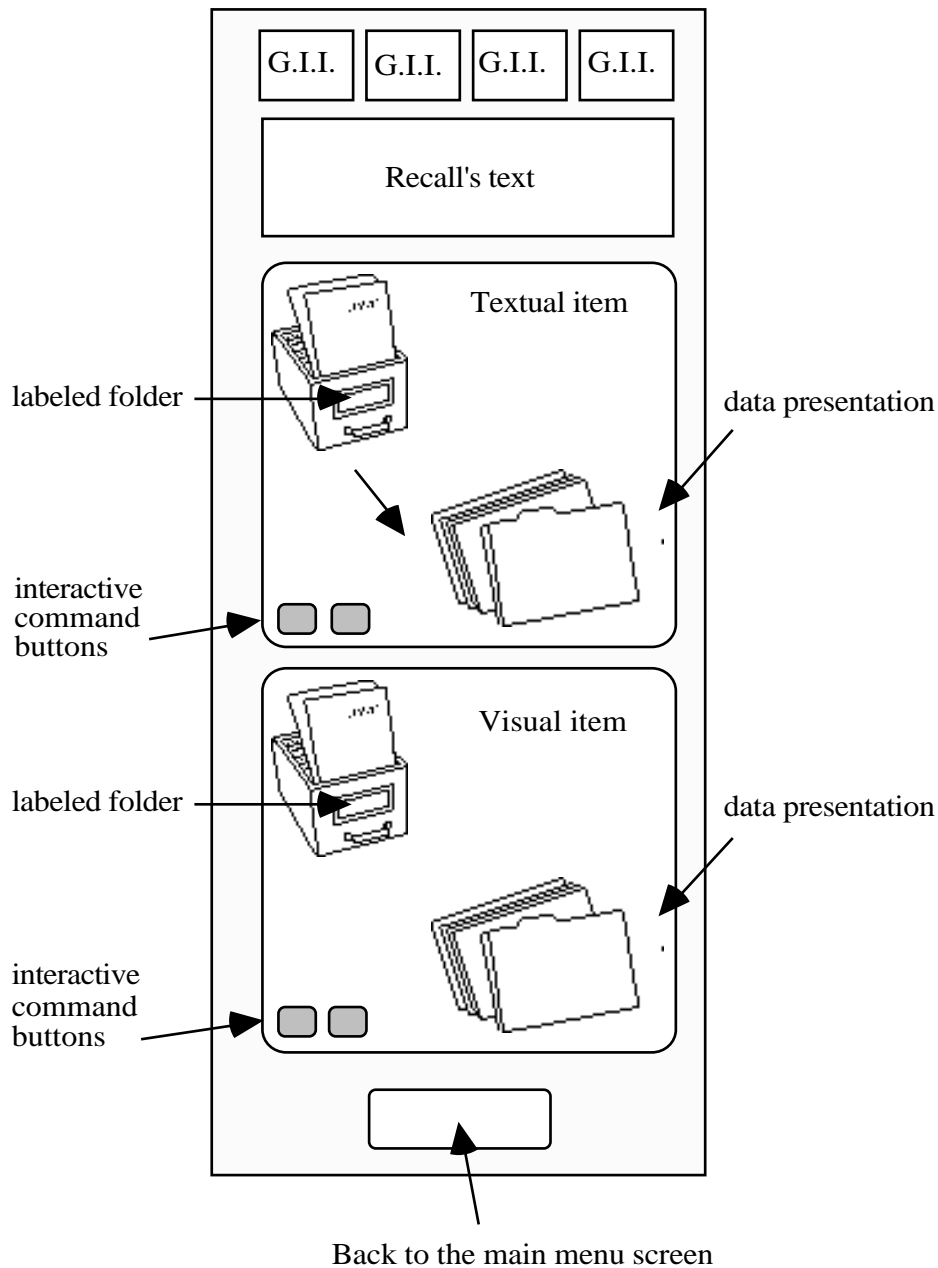 G.I.I. G.I.I. G.I.I. G.I.I.
Recall's text
Textual item
labeled folder
data presentation
interactive
command
buttons
Visual item
labeled folder
data presentation
interactive
command
buttons
Back to the main menu screen